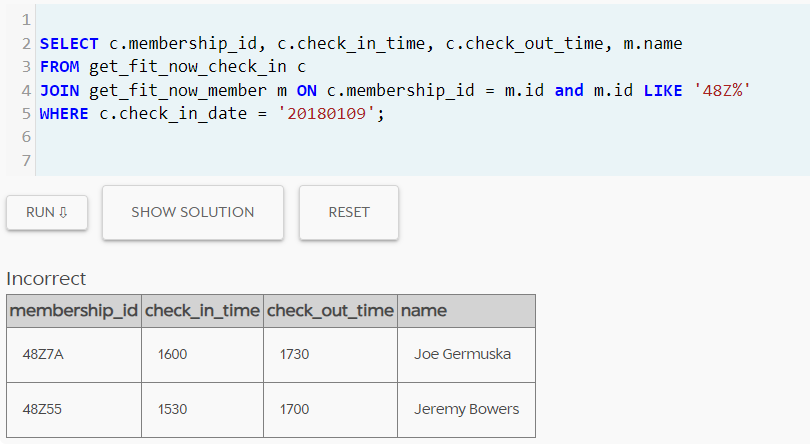 1
2 SELECT c.membership_id, c.check_in_time, c.check_out_time, m.name
3 FROM get_fit_now_check_in c
4 JOIN get_fit_now_member m ON c.membership_id = m.id and m.id LIKE '48Z%'
5 WHERE c.check_in_date = '20180109';
6
7
RUN ⇩ SHOW SOLUTION RESET
Incorrect
membership_id check_in_time check_out_time name
48Z7A 1600 1730 Joe Germuska
48Z55 1530 1700 Jeremy Bowers